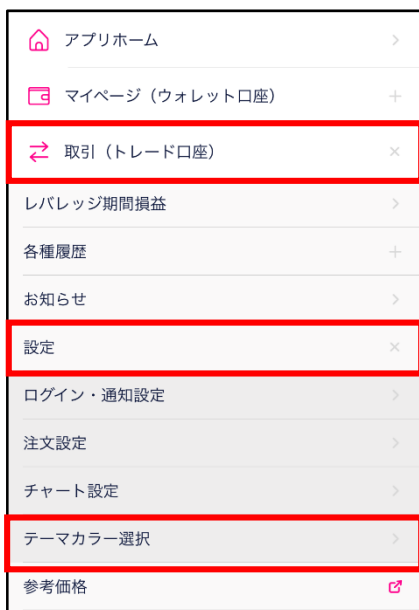 アプリホーム
マイページ（ウォレット口座）
取引（トレード口座）
レバレッジ期間損益
各種履歴
お知らせ
設定
ログイン・通知設定
注文設定
チャート設定
テーマカラー選択
参考価格